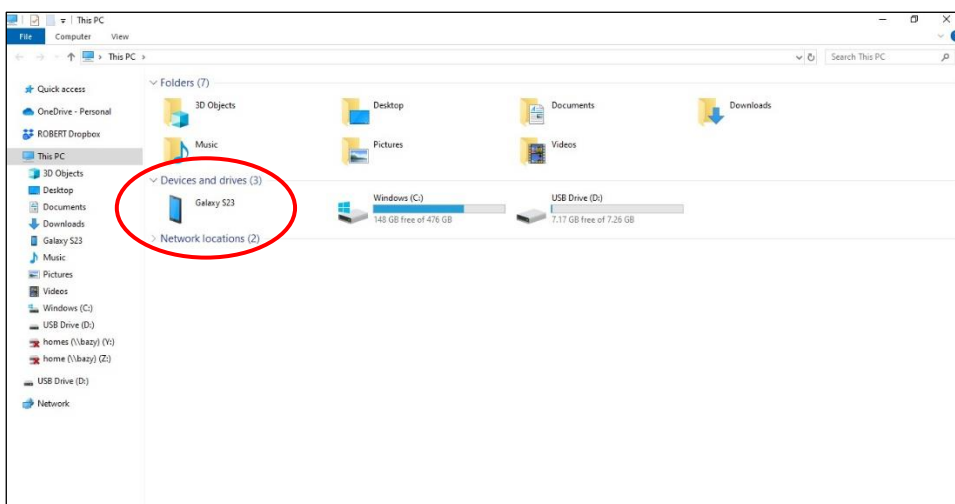 This PC
File Computer View
This PC Search This PC
Quick access
OneDrive - Personal
ROBERT Dropbox
This PC
3D Objects
Desktop
Documents
Downloads
Galaxy S23
Music
Pictures
Videos
Windows (C:)
USB Drive (D:)
homes (\\bazy) (Y:)
home (\\bazy) (Z:)
USB Drive (D:)
Network
Folders (7)
3D Objects Desktop Documents Downloads
Music Pictures Videos
Devices and drives (3)
Galaxy S23 Windows (C:) USB Drive (D:)
148 GB free of 476 GB 7.17 GB free of 7.26 GB
Network locations (2)